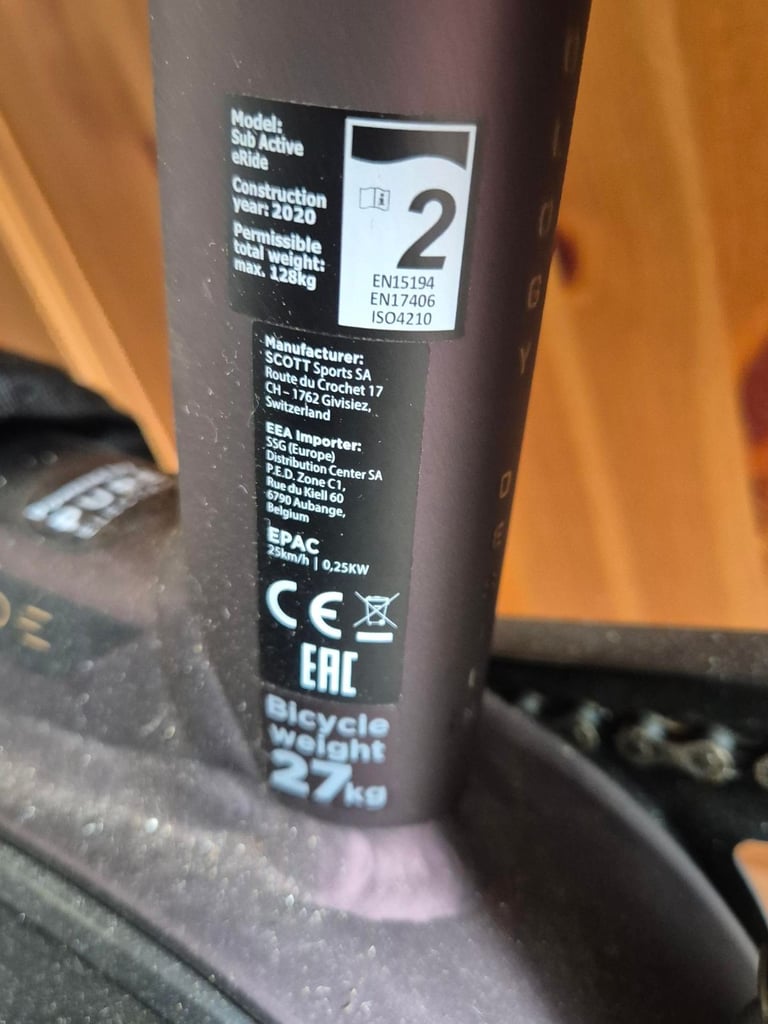 Model:
Sub Active
eRide
Construction
year: 2020
Permissible
total weight:
max. 128kg
2
EN15194
EN17406
ISO4210
Manufacturer:
SCOTT Sports SA
Route du Crochet 17
CH – 1762 Givisiez,
Switzerland
EEA Importer:
SSG (Europe)
Distribution Center SA
P.E.D. Zone C1,
Rue du Kiell 60
6790 Aubange,
Belgium
EPAC
25km/h | 0,25KW
CE
EAC
Bicycle
weight
27kg